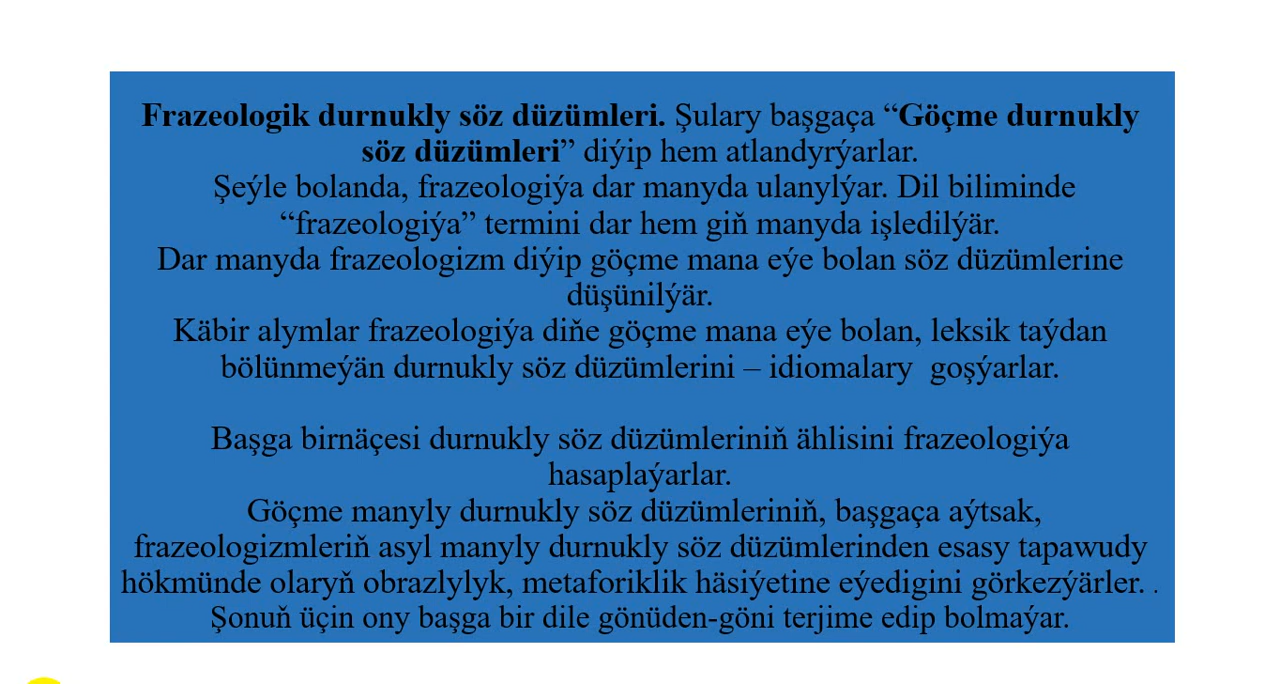 Frazeologik durnukly söz düzümleri. Şulary başgaça “Göçme durnukly
söz düzümleri” diýip hem atlandyrýarlar.
Şeýle bolanda, frazeologiýa dar manyda ulanylýar. Dil biliminde
“frazeologiýa” termini dar hem giň manyda işledilýär.
Dar manyda frazeologizm diýip göçme mana eýe bolan söz düzümlerine
düşünilýär.
Käbir alymlar frazeologiýa diňe göçme mana eýe bolan, leksik taýdan
bölünmeýän durnukly söz düzümlerini – idiomalary goşýarlar.
Başga birnäçesi durnukly söz düzümleriniň ählisini frazeologiýa
hasaplaýarlar.
Göçme manyly durnukly söz düzümleriniň, başgaça aýtsak,
frazeologizmleriň asyl manyly durnukly söz düzümlerinden esasy tapawudy
hökmünde olaryň obrazlylyk, metaforiklik häsiýetine eýedigini görkezýärler. .
Şonuň üçin ony başga bir dile gönüden-göni terjime edip bolmaýar.